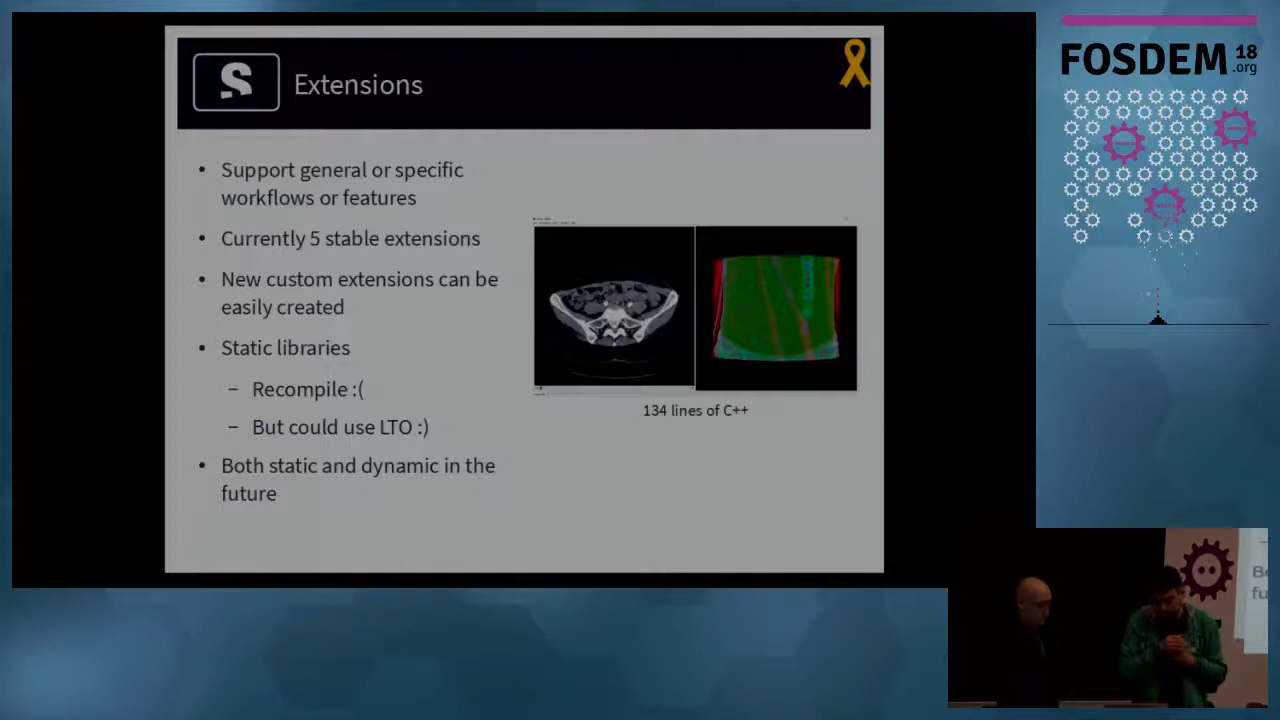 Extensions
• Support general or specific
workflows or features
• Currently 5 stable extensions
• New custom extensions can be
easily created
• Static libraries
– Recompile :(
– But could use LTO :)
• Both static and dynamic in the
future
134 lines of C++
FOSDEM 18
.org
Be
fu